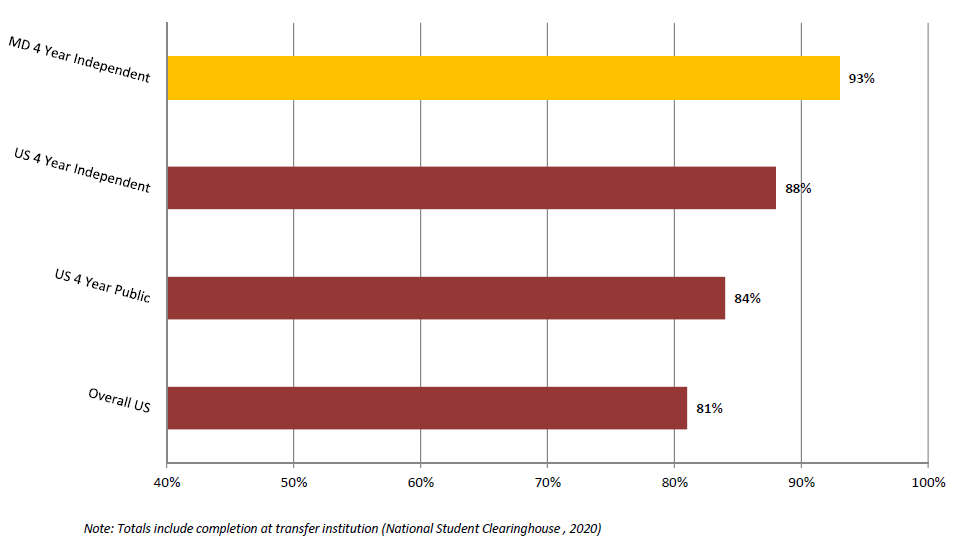 MD 4 Year Independent
93%
US 4 Year Independent
88%
US 4 Year Public
84%
Overall US
81%
40% 50% 60% 70% 80% 90% 100%
Note: Totals include completion at transfer institution (National Student Clearinghouse , 2020)